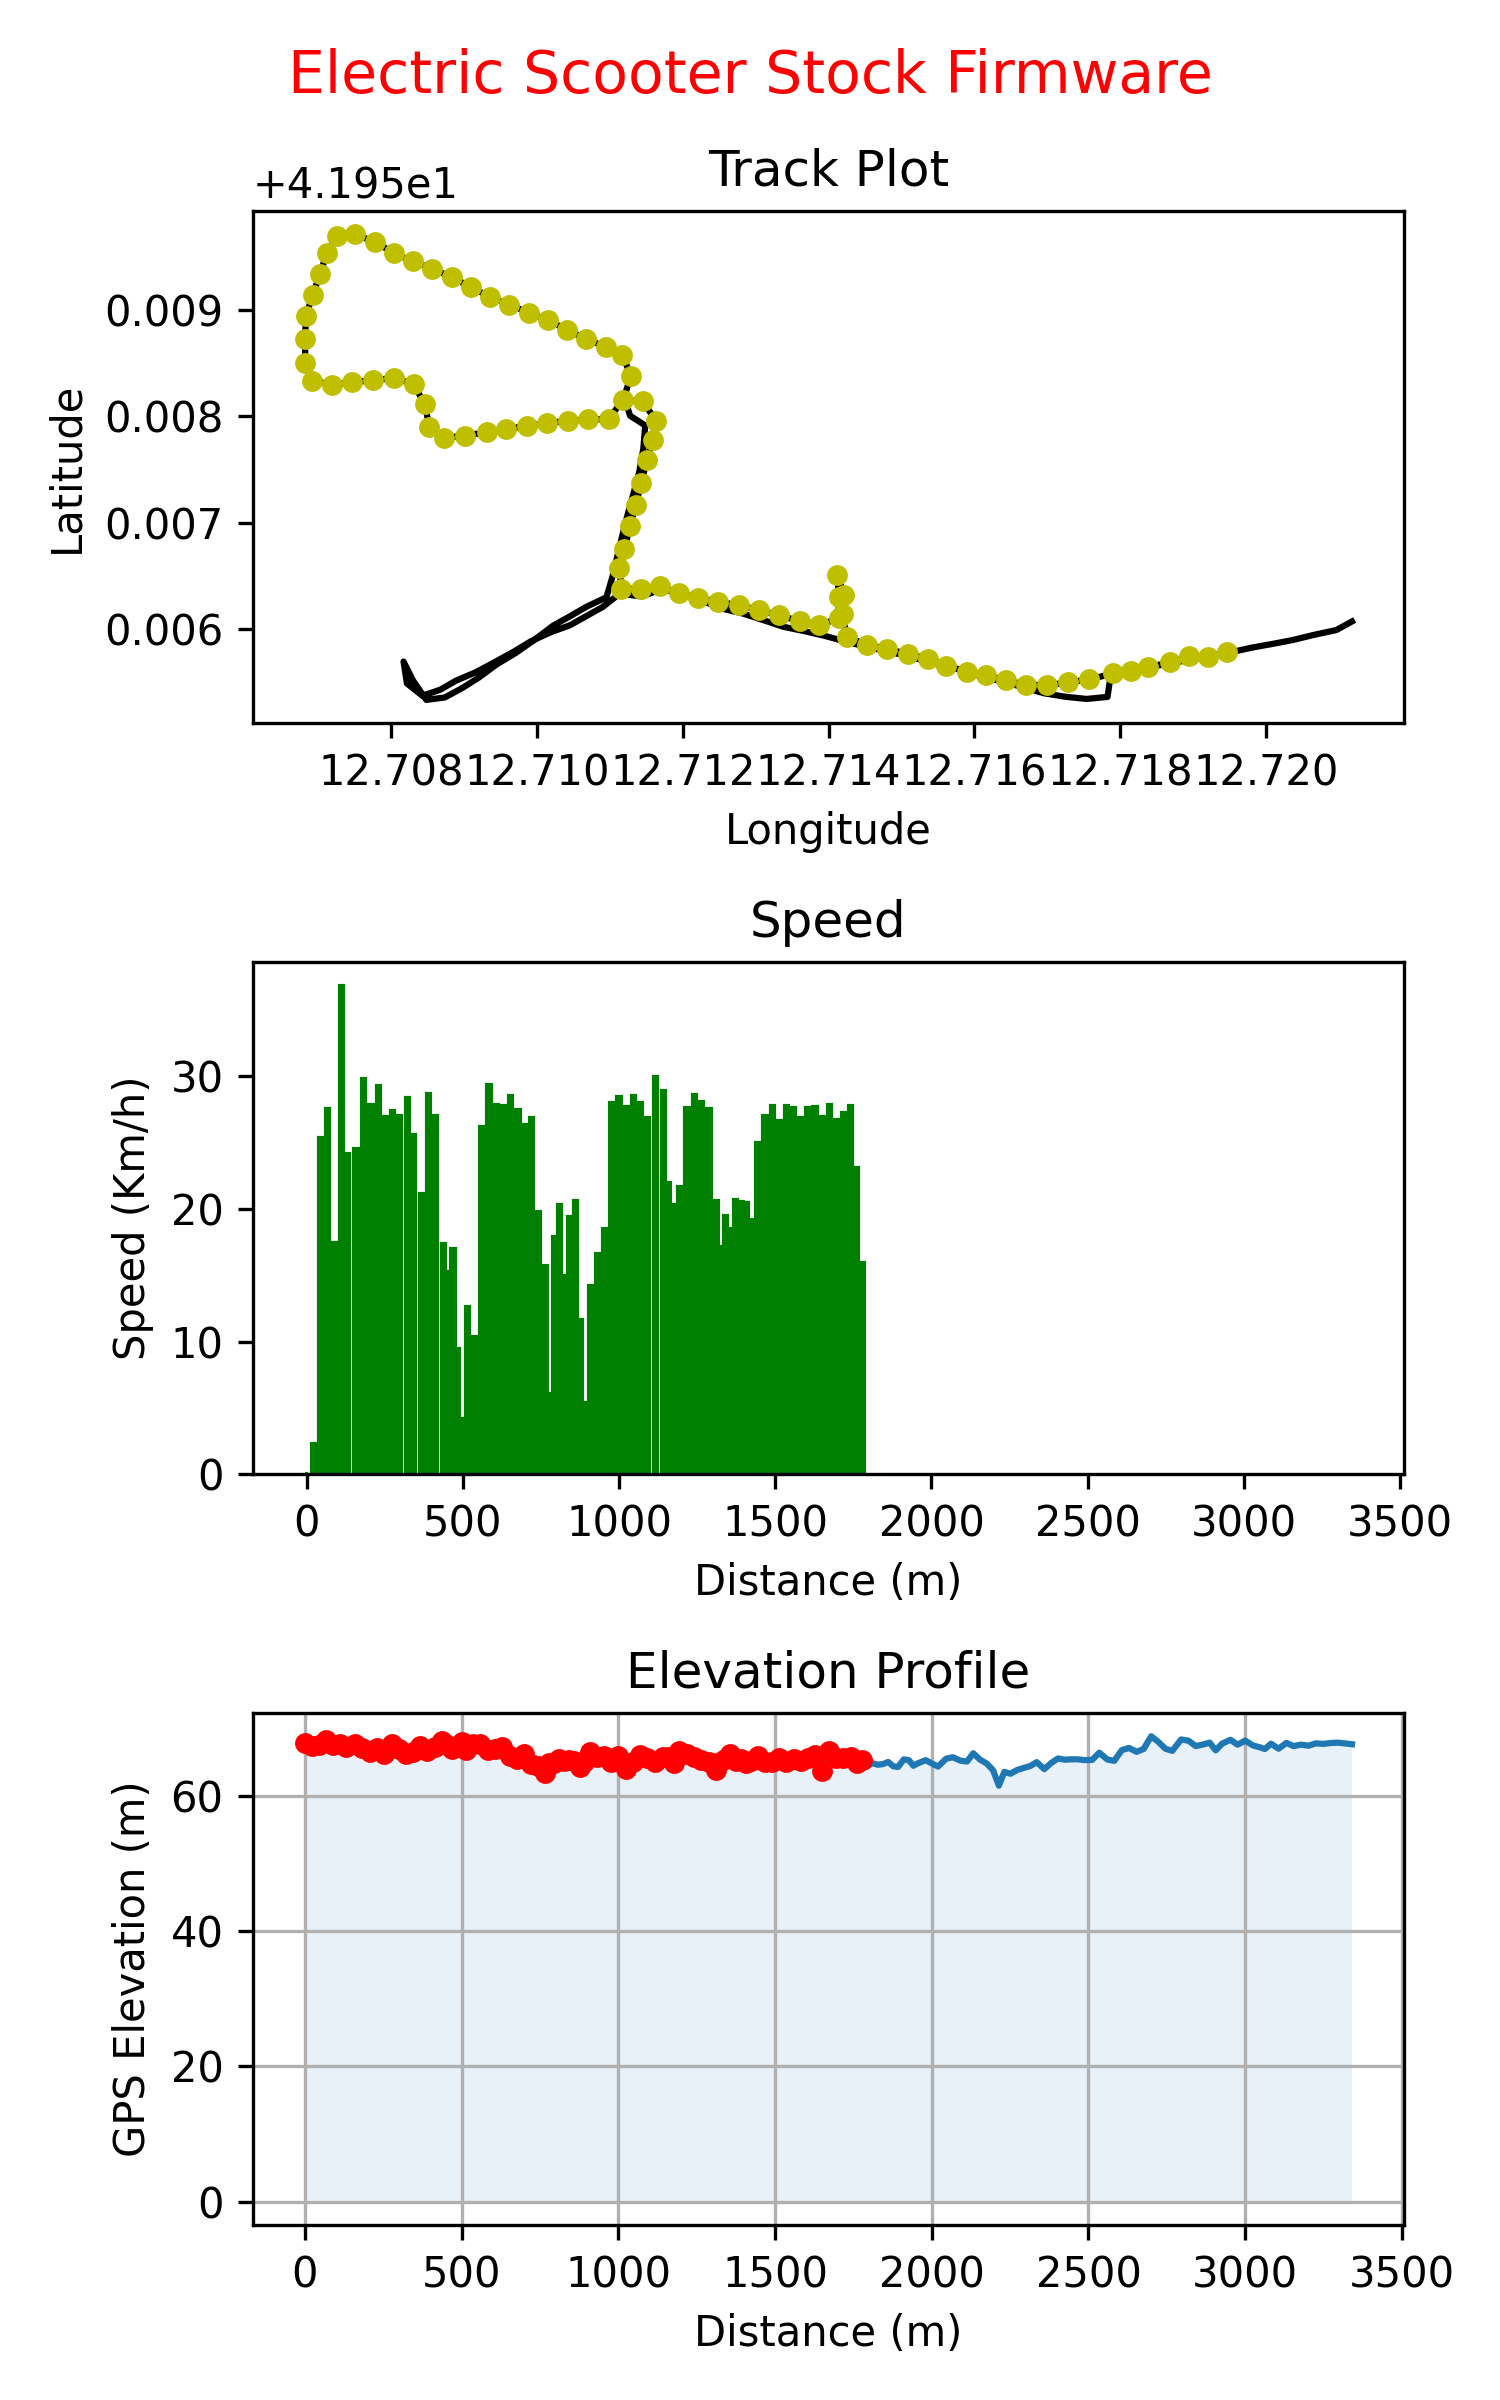 Electric Scooter Stock Firmware
Track Plot
+4.195e1
0.009
0.008
0.007
0.006
Latitude
12.708 12.710 12.712 12.714 12.716 12.718 12.720
Longitude
Speed
30
20
10
0
Speed (Km/h)
0 500 1000 1500 2000 2500 3000 3500
Distance (m)
Elevation Profile
60
40
20
0
GPS Elevation (m)
0 500 1000 1500 2000 2500 3000 3500
Distance (m)